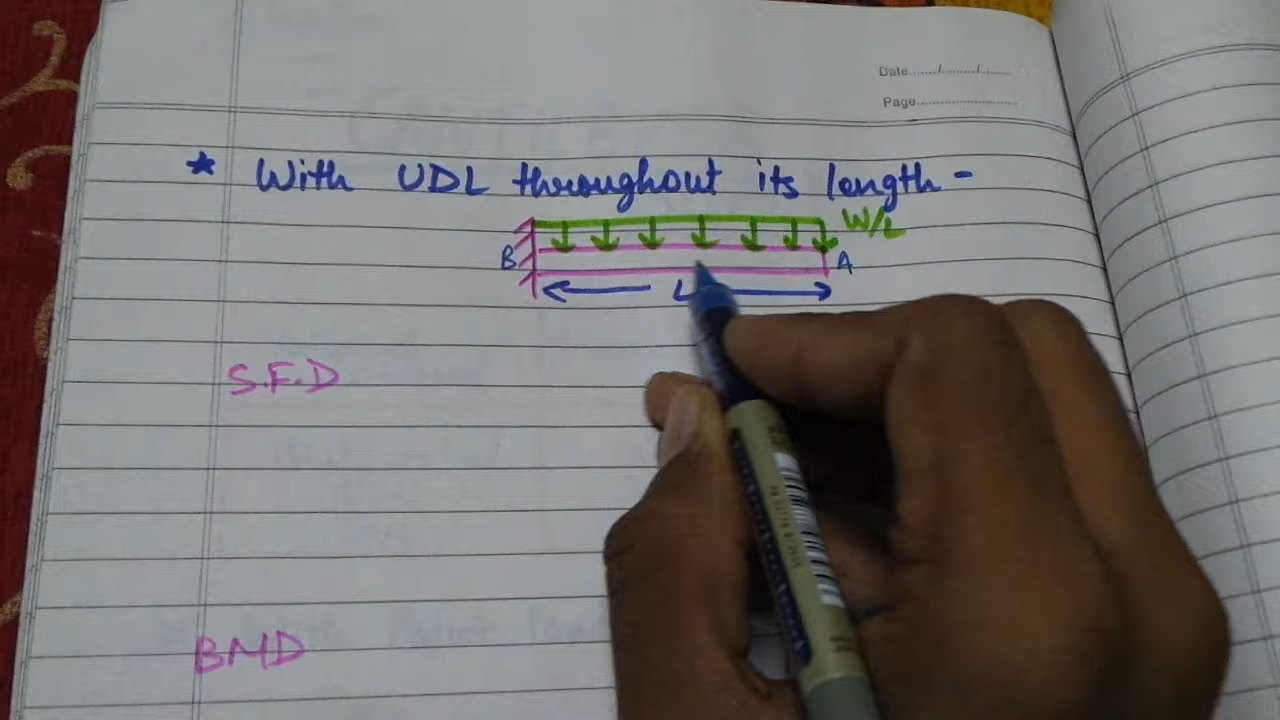 Date
Page
★ With UDL throughout its length -
W/L
B A
L
S.F.D
BMD